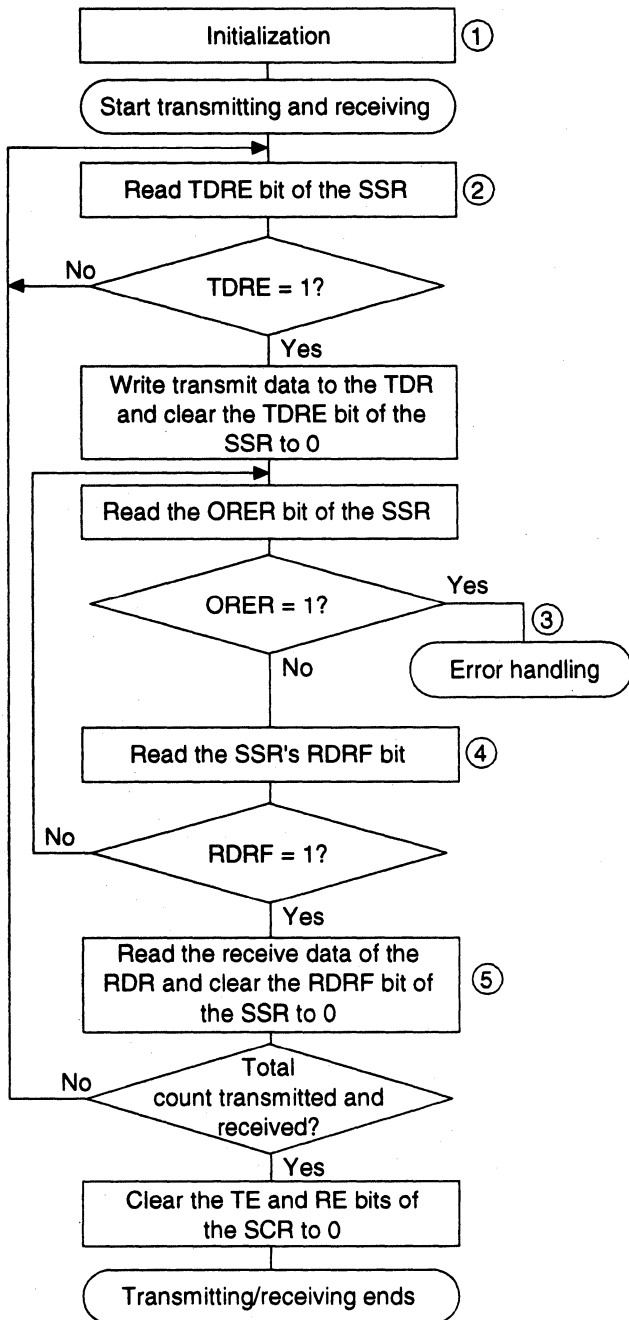 Initialization
①
Start transmitting and receiving
Read TDRE bit of the SSR
②
No
TDRE = 1?
Yes
Write transmit data to the TDR
and clear the TDRE bit of the
SSR to 0
Read the ORER bit of the SSR
Yes
ORER = 1?
③
No
Error handling
Read the SSR's RDRF bit
④
No
RDRF = 1?
Yes
Read the receive data of the
RDR and clear the RDRF bit of
the SSR to 0
⑤
Total
No
count transmitted and
received?
Yes
Clear the TE and RE bits of
the SCR to 0
Transmitting/receiving ends